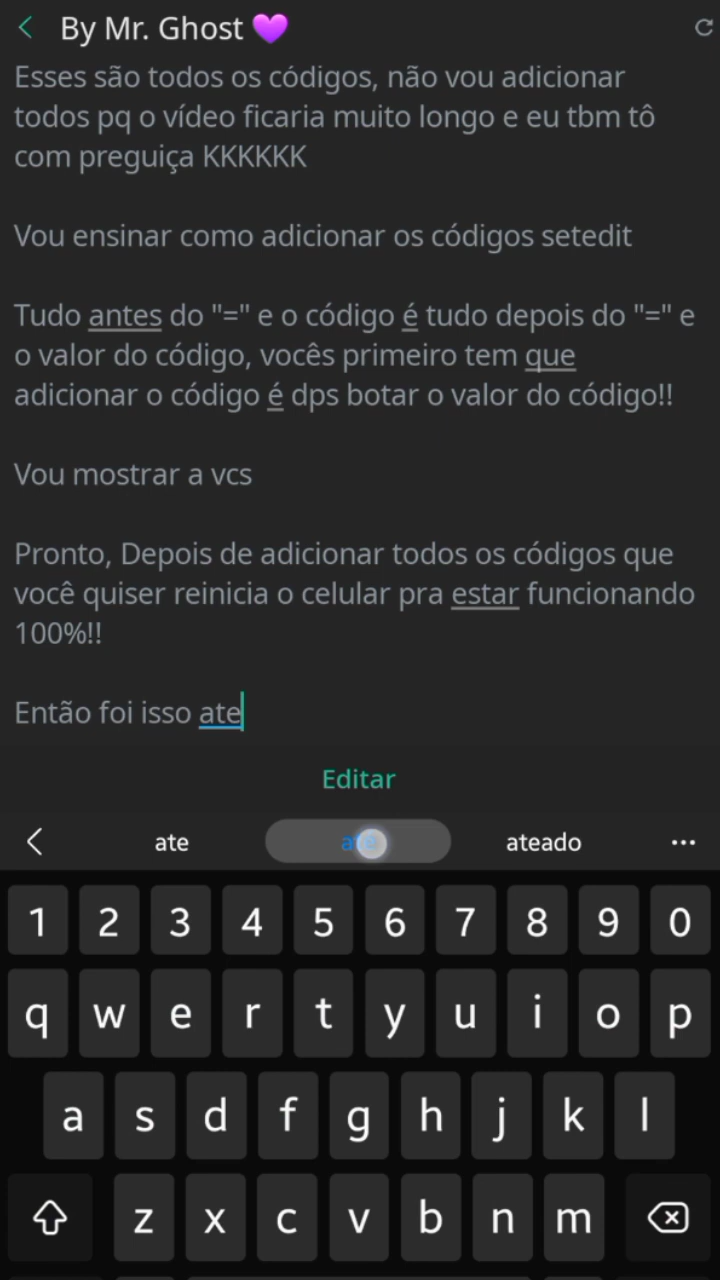 By Mr. Ghost 💜
Esses são todos os códigos, não vou adicionar
todos pq o vídeo ficaria muito longo e eu tbm tô
com preguiça KKKKKK
Vou ensinar como adicionar os códigos setedit
Tudo antes do "=" e o código é tudo depois do "=" e
o valor do código, vocês primeiro tem que
adicionar o código é dps botar o valor do código!!
Vou mostrar a vcs
Pronto, Depois de adicionar todos os códigos que
você quiser reinicia o celular pra estar funcionando
100%!!
Então foi isso ate
Editar
ate ateado ...
1 2 3 4 5 6 7 8 9 0
q w e r t y u i o p
a s d f g h j k l
z x c v b n m